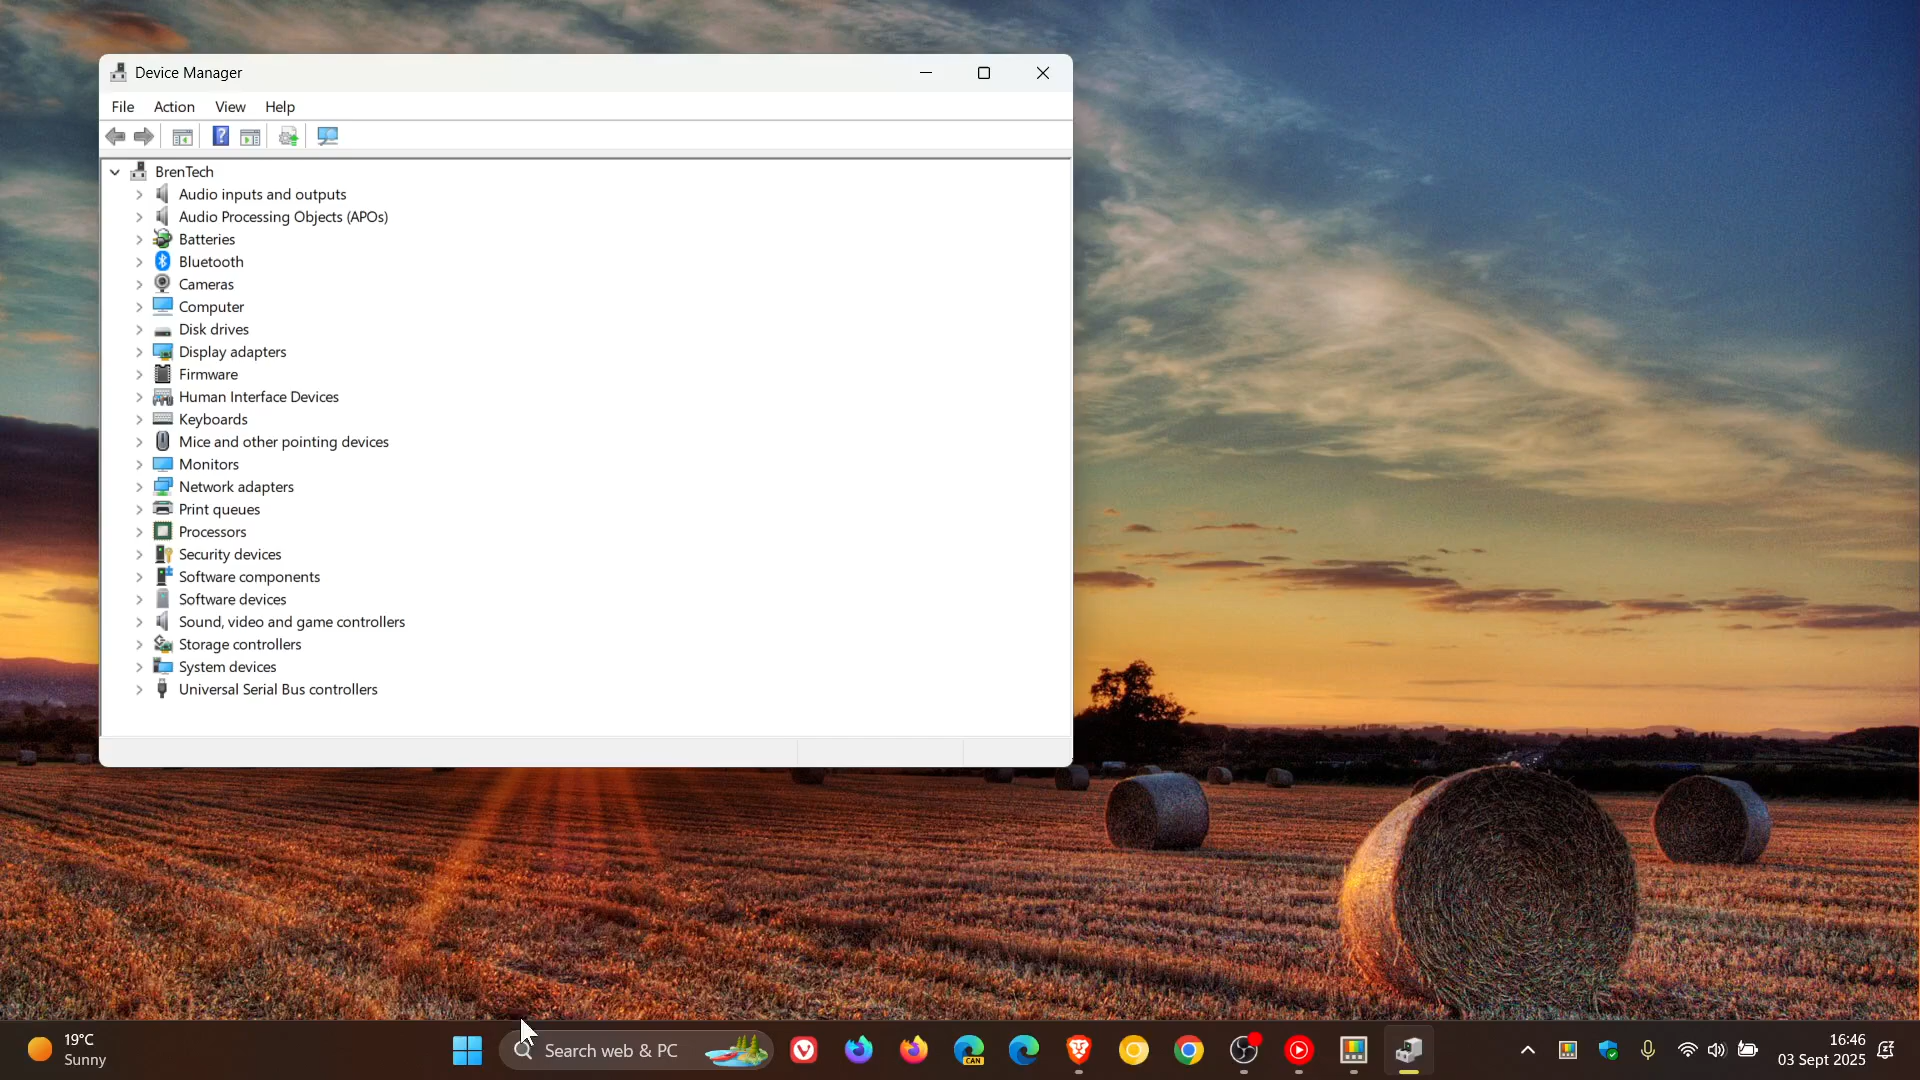 Device Manager
File Action View Help
BrenTech
Audio inputs and outputs
Audio Processing Objects (APOs)
Batteries
Bluetooth
Cameras
Computer
Disk drives
Display adapters
Firmware
Human Interface Devices
Keyboards
Mice and other pointing devices
Monitors
Network adapters
Print queues
Processors
Security devices
Software components
Software devices
Sound, video and game controllers
Storage controllers
System devices
Universal Serial Bus controllers
19°C
Sunny
Search web & PC
CAN
16:46
03 Sept 2025